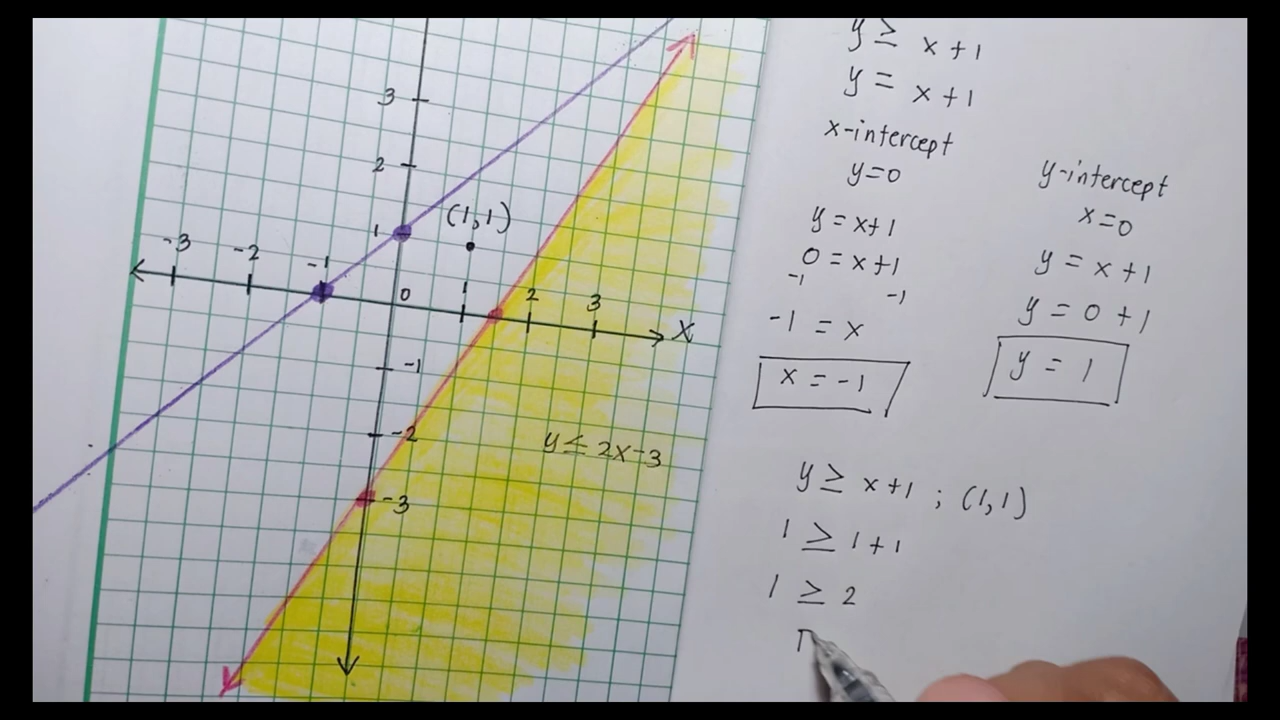 3
2
(1,1)
1
-3
-2
-1
0
1
2
3
X
-1
-2
y ≤ 2x-3
-3
y ≥ x+1
y = x+1
x-intercept
y=0
y=x+1
0=x+1
-1 -1
-1 = x
x = -1
y-intercept
x=0
y = x+1
y = 0+1
y = 1
y ≥ x+1 ; (1,1)
1 ≥ 1+1
1 ≥ 2